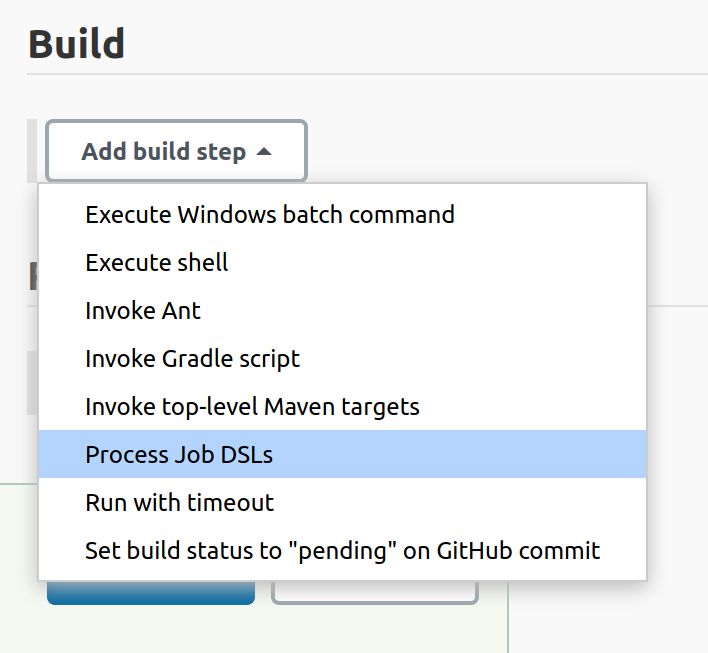 Build
Add build step
Execute Windows batch command
Execute shell
Invoke Ant
Invoke Gradle script
Invoke top-level Maven targets
Process Job DSLs
Run with timeout
Set build status to "pending" on GitHub commit